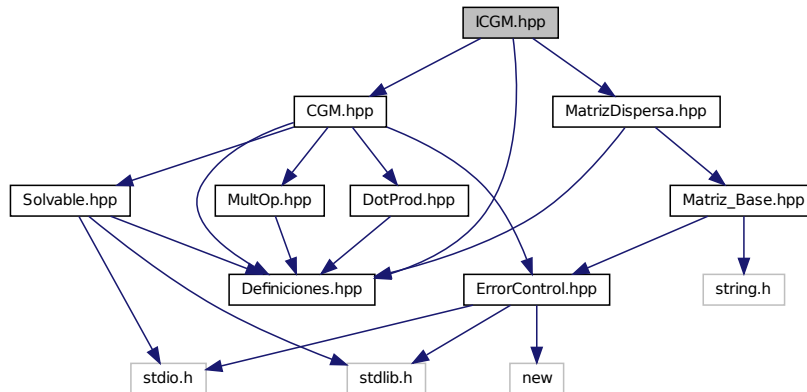 ICGM.hpp
CGM.hpp
MatrizDispersa.hpp
Solvable.hpp
MultOp.hpp
DotProd.hpp
Matriz_Base.hpp
Definiciones.hpp
ErrorControl.hpp
string.h
stdio.h
stdlib.h
new